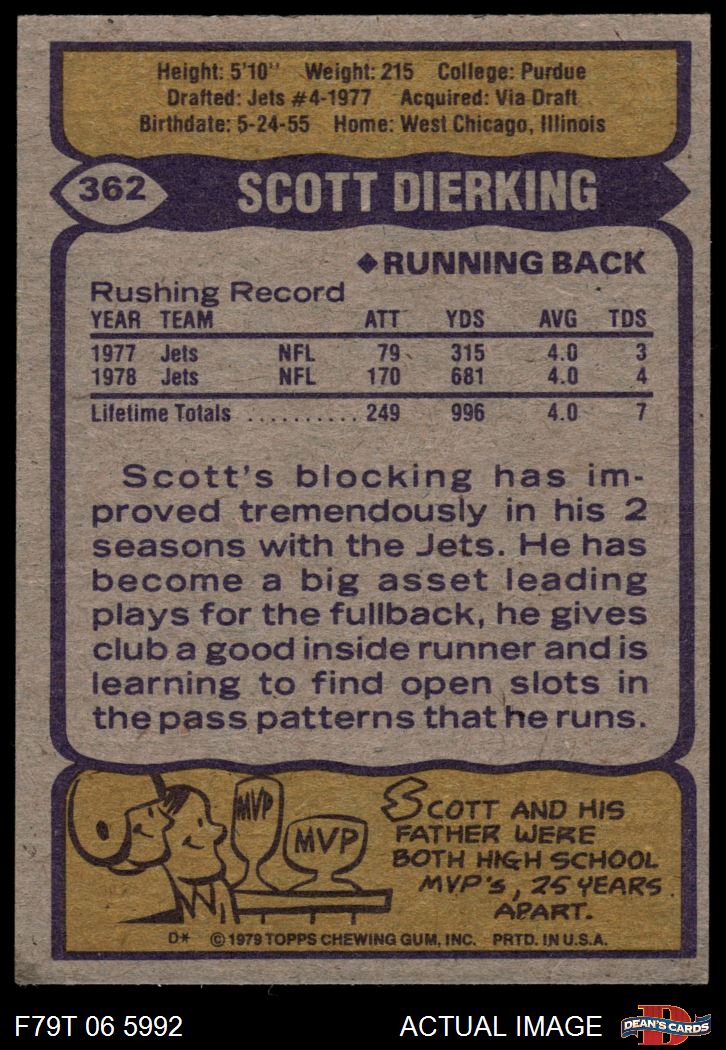 Height: 5'10" Weight: 215 College: Purdue
Drafted: Jets #4-1977 Acquired: Via Draft
Birthdate: 5-24-55 Home: West Chicago, Illinois
362 SCOTT DIERKING
◆RUNNING BACK
Rushing Record
YEAR TEAM ATT YDS AVG TDS
1977 Jets NFL 79 315 4.0 3
1978 Jets NFL 170 681 4.0 4
Lifetime Totals .......... 249 996 4.0 7
Scott's blocking has im-
proved tremendously in his 2
seasons with the Jets. He has
become a big asset leading
plays for the fullback, he gives
club a good inside runner and is
learning to find open slots in
the pass patterns that he runs.
MVP
MVP
SCOTT AND HIS
FATHER WERE
BOTH HIGH SCHOOL
MVP's, 25 YEARS
APART.
D* © 1979 TOPPS CHEWING GUM, INC. PRTD. IN U.S.A.
F79T 06 5992 ACTUAL IMAGE
D
DEAN'S CARDS